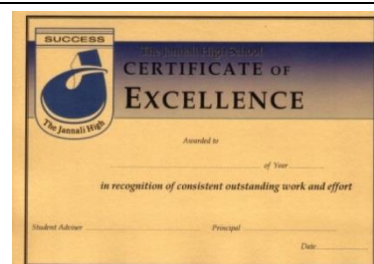 SUCCESS
The Jannali High
The Jannali High School
CERTIFICATE OF
EXCELLENCE
Awarded to
of Year
in recognition of consistent outstanding work and effort
Student Adviser
Principal
Date